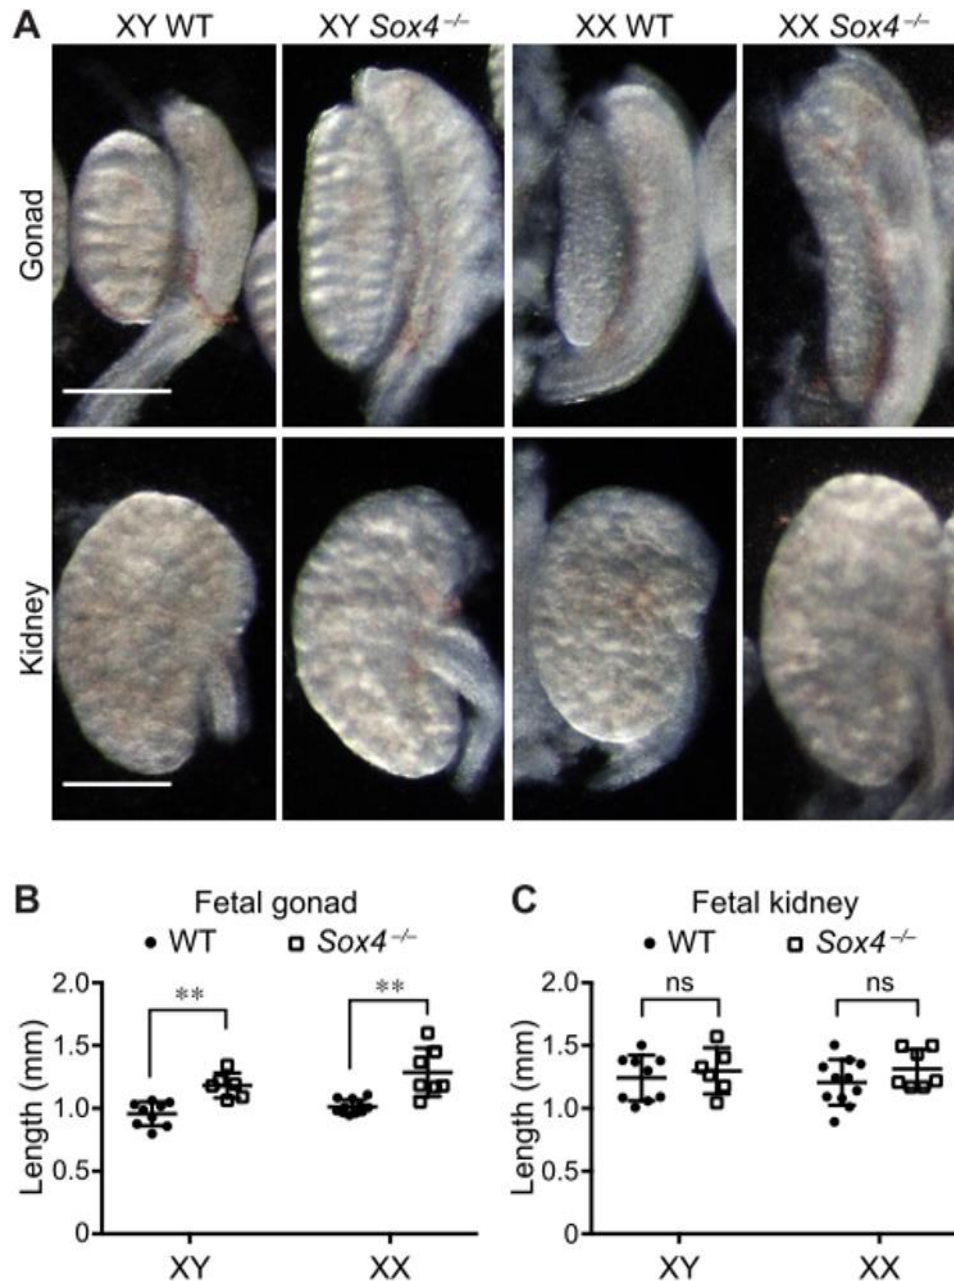 A
XY WT XY Sox4 –/– XX WT XX Sox4 –/–
Gonad
Kidney
B Fetal gonad
● WT □ Sox4 –/–
Length (mm)
2.0
1.5
1.0
0.5
0
** **
XY XX
C Fetal kidney
● WT □ Sox4 –/–
Length (mm)
2.0
1.5
1.0
0.5
0
ns ns
XY XX